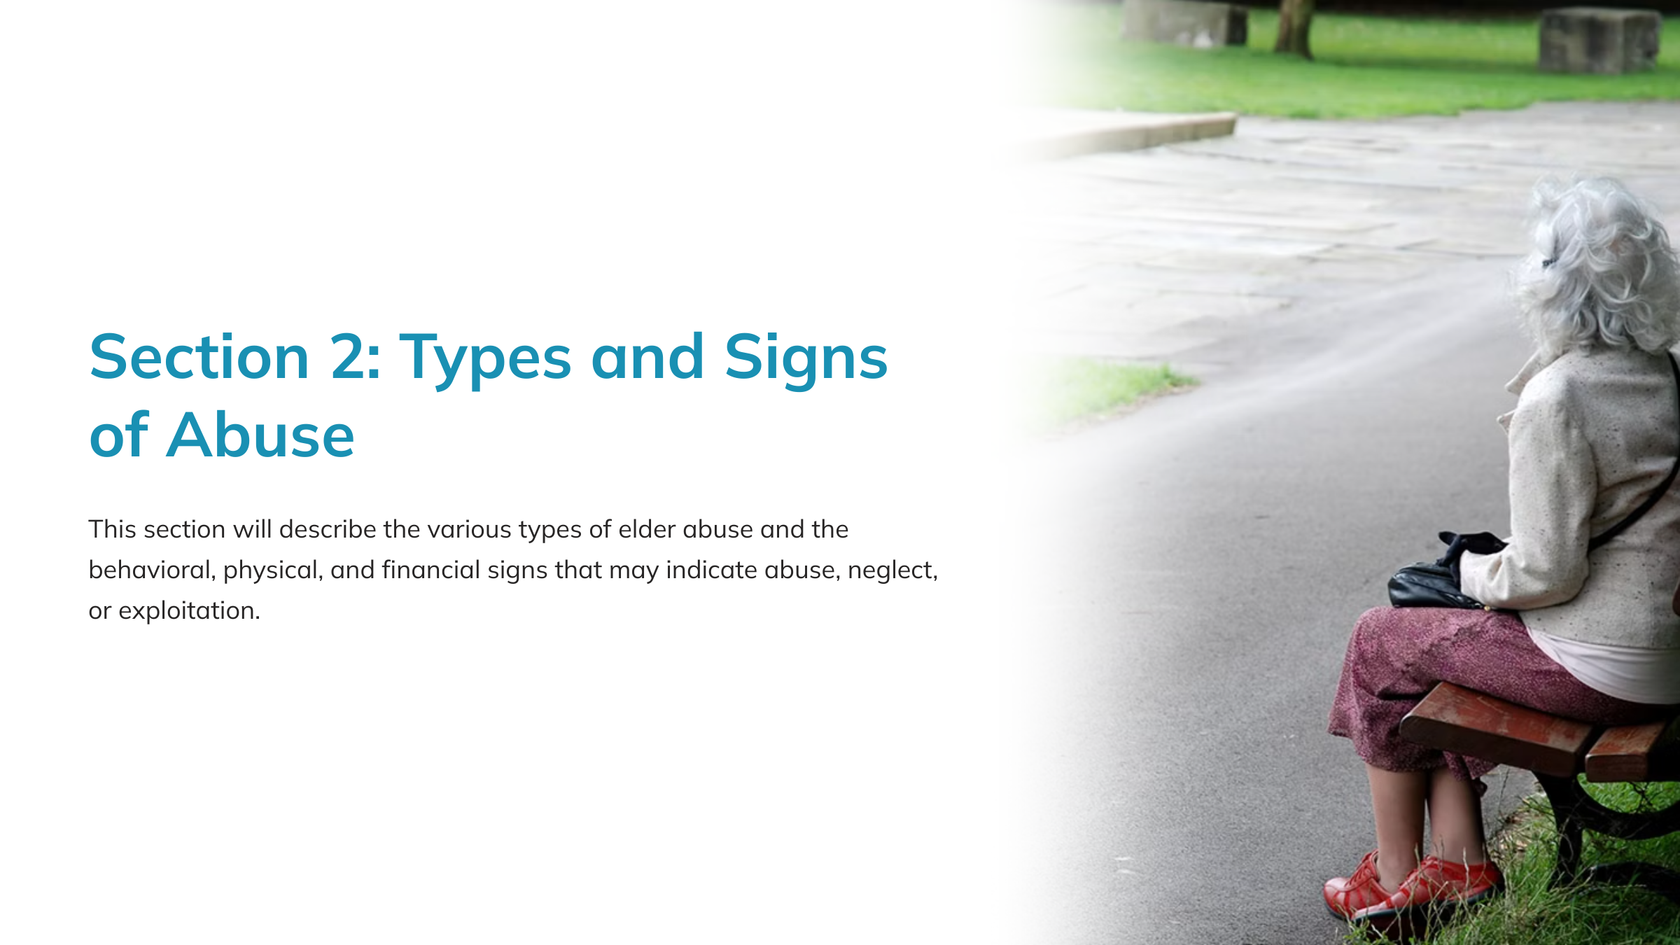 Section 2: Types and Signs
of Abuse
This section will describe the various types of elder abuse and the
behavioral, physical, and financial signs that may indicate abuse, neglect,
or exploitation.